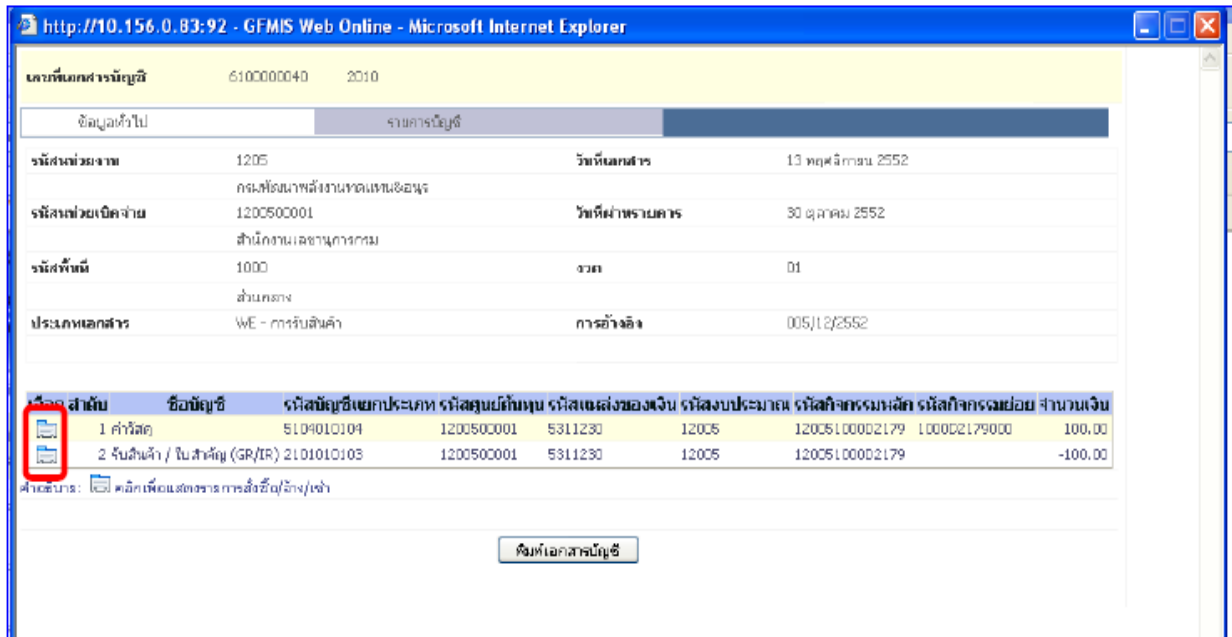 http://10.156.0.83:92 - GFMIS Web Online - Microsoft Internet Explorer
เลขที่เอกสารบัญชี 6100000040 2010
ข้อมูลทั่วไป รายการบัญชี
รหัสหน่วยงาน 1205 วันที่เอกสาร 13 พฤศจิกายน 2552
กรมพัฒนาพลังงานทดแทน&อนุร
รหัสหน่วยเบิกจ่าย 1200500001 วันที่ผ่านรายการ 30 ตุลาคม 2552
สำนักงานเลขานุการกรม
รหัสพื้นที่ 1000 งวด 01
ส่วนกลาง
ประเภทเอกสาร WE - การรับสินค้า การอ้างอิง 005/12/2552
เลือก ลำดับ ชื่อบัญชี รหัสบัญชีแยกประเภท รหัสศูนย์ต้นทุน รหัสแหล่งของเงิน รหัสงบประมาณ รหัสกิจกรรมหลัก รหัสกิจกรรมย่อย จำนวนเงิน
1 ค่าวัสดุ 5104010104 1200500001 5311230 12005 12005100002179 100002179000 100.00
2 รับสินค้า / ใบสำคัญ (GR/IR) 2101010103 1200500001 5311230 12005 12005100002179 -100.00
คำอธิบาย: คลิกเพื่อแสดงรายการสั่งซื้อ/จ้าง/เช่า
พิมพ์เอกสารบัญชี